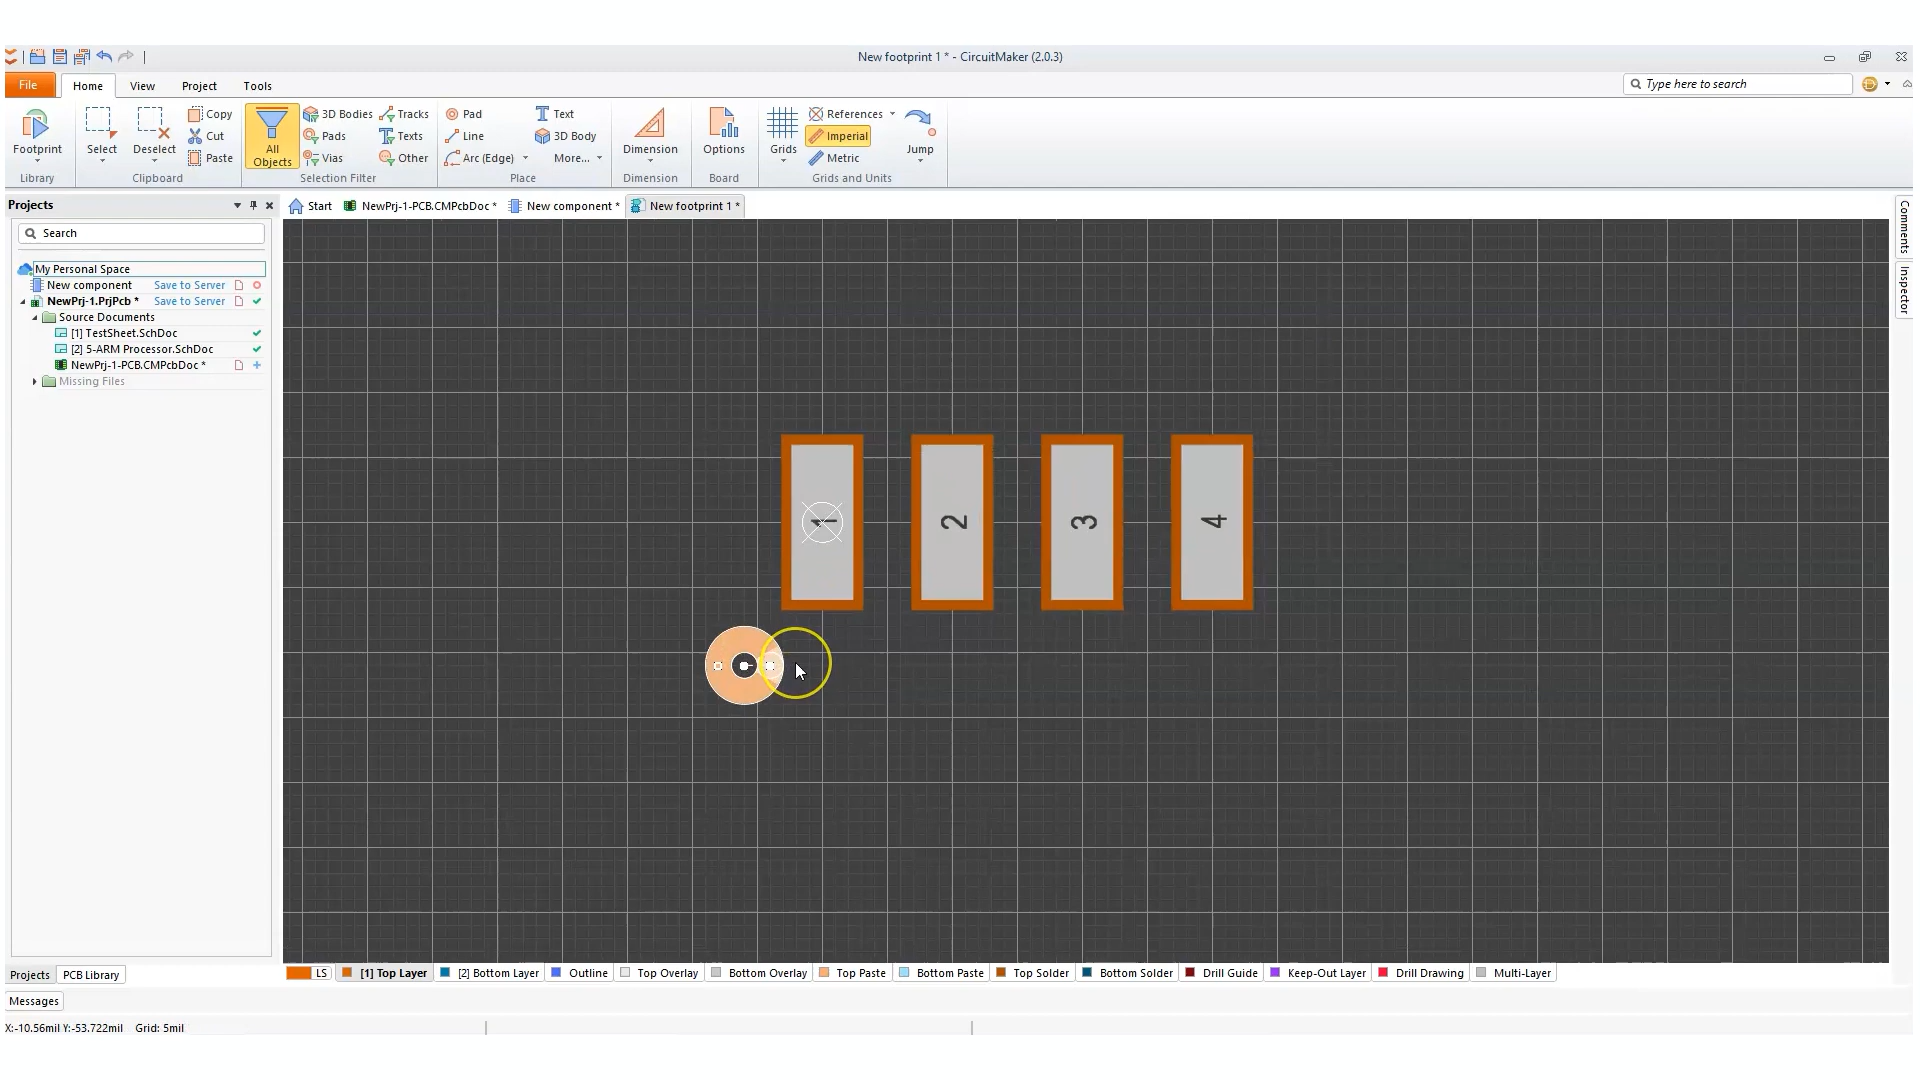 New footprint 1 * - CircuitMaker (2.0.3)
File Home View Project Tools
Type here to search
Footprint
Library
Select Deselect Copy Cut Paste
Clipboard
All Objects 3D Bodies Tracks
Pads Texts
Vias Other
Selection Filter
Pad Text
Line 3D Body
Arc (Edge) More...
Place
Dimension
Dimension
Options
Board
Grids References Jump
Imperial
Metric
Grids and Units
Projects
Start NewPrj-1-PCB.CMPcbDoc * New component * New footprint 1 *
Search
My Personal Space
New component Save to Server
NewPrj-1.PrjPcb * Save to Server
Source Documents
[1] TestSheet.SchDoc
[2] 5-ARM Processor.SchDoc
NewPrj-1-PCB.CMPcbDoc *
Missing Files
Comments
Inspector
1 2 3 4
Projects PCB Library
LS [1] Top Layer [2] Bottom Layer Outline Top Overlay Bottom Overlay Top Paste Bottom Paste Top Solder Bottom Solder Drill Guide Keep-Out Layer Drill Drawing Multi-Layer
Messages
X:-10.56mil Y:-53.722mil Grid: 5mil